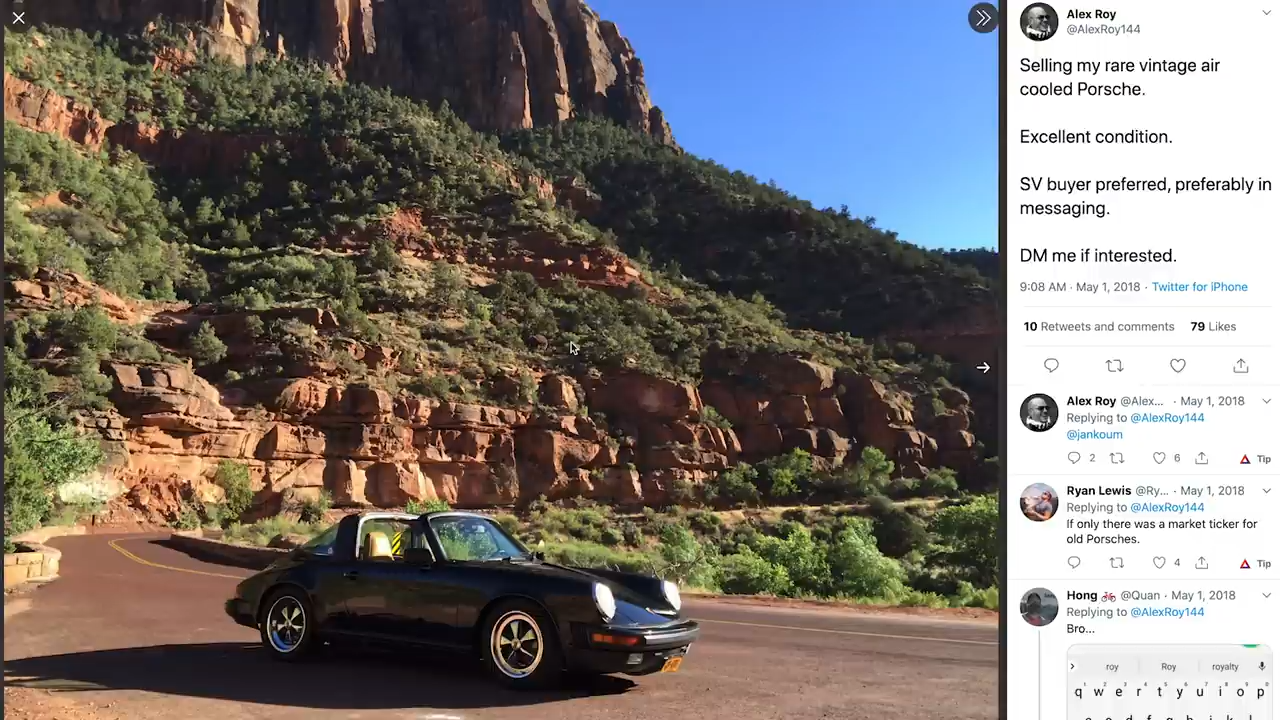 Alex Roy
@AlexRoy144
Selling my rare vintage air
cooled Porsche.
Excellent condition.
SV buyer preferred, preferably in
messaging.
DM me if interested.
9:08 AM · May 1, 2018 · Twitter for iPhone
10 Retweets and comments 79 Likes
Alex Roy @Alex... · May 1, 2018
Replying to @AlexRoy144
@jankoum
2 6 Tip
Ryan Lewis @Ry... · May 1, 2018
Replying to @AlexRoy144
If only there was a market ticker for
old Porsches.
4 Tip
Hong @Quan · May 1, 2018
Replying to @AlexRoy144
Bro...
roy Roy royalty
q w e r t y u i o p